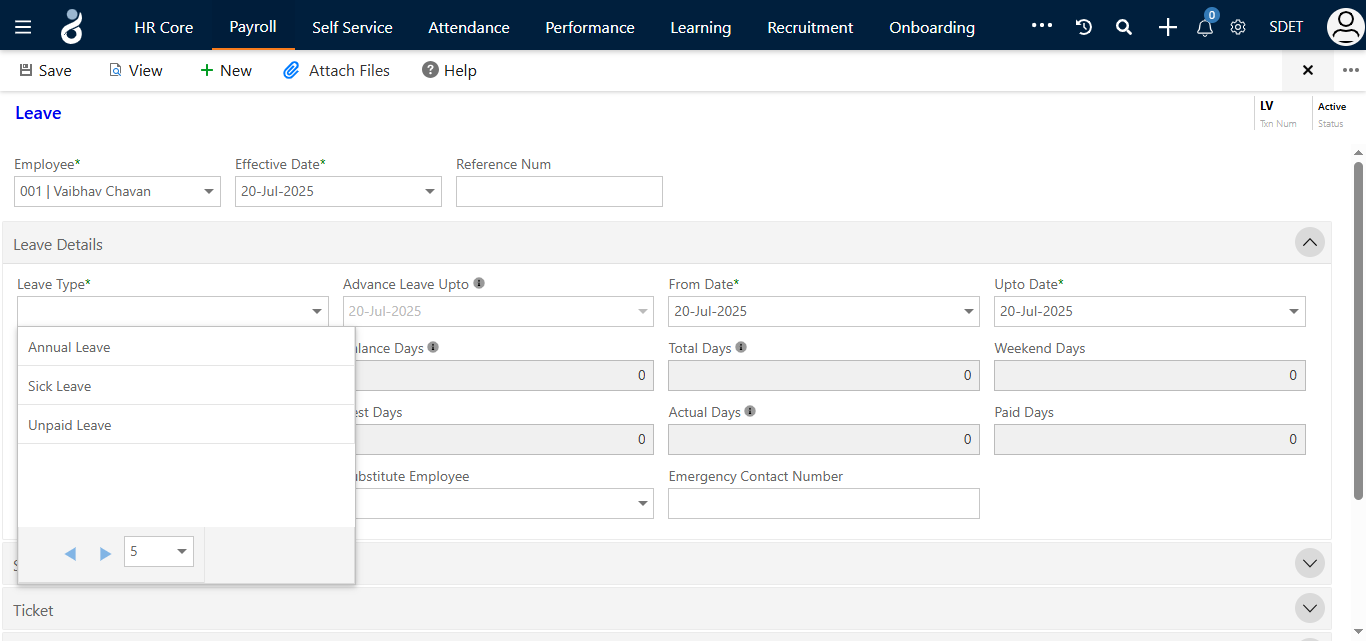 HR Core Payroll Self Service Attendance Performance Learning Recruitment Onboarding ••• 0 SDET
Save View + New Attach Files ? Help × •••
Leave
LV Active
Txn Num Status
Employee* Effective Date* Reference Num
001 | Vaibhav Chavan 20-Jul-2025
Leave Details
Leave Type* Advance Leave Upto From Date* Upto Date*
20-Jul-2025 20-Jul-2025 20-Jul-2025
Annual Leave
alance Days Total Days Weekend Days
Sick Leave 0 0 0
est Days Actual Days Paid Days
Unpaid Leave 0 0 0
ubstitute Employee Emergency Contact Number
5
Ticket